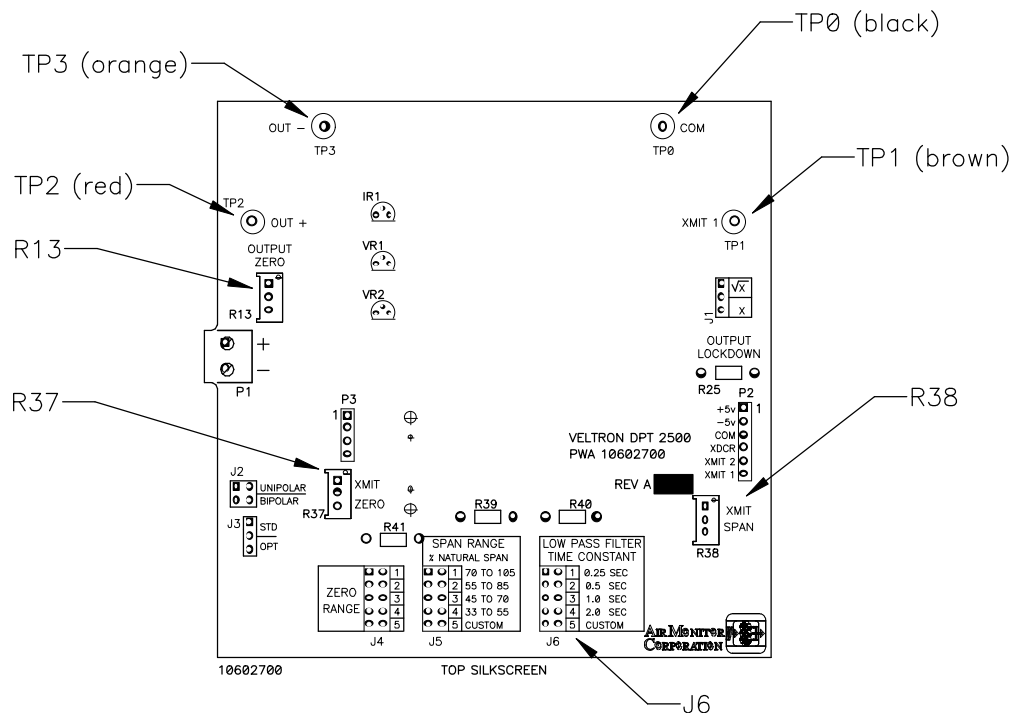 TP0 (black)
TP3 (orange)
OUT –
TP3
COM
TP0
TP1 (brown)
TP2 (red)
TP2
OUT +
IR1
XMIT 1
TP1
R13
OUTPUT
ZERO
VR1
R13
VR2
J1
√x
x
P1
+
–
OUTPUT
LOCKDOWN
R25
P2
R37
P3
1
+5v
1
–5v
COM
XDCR
XMIT 2
XMIT 1
R38
VELTRON DPT 2500
PWA 10602700
REV A
J2
UNIPOLAR
BIPOLAR
XMIT
ZERO
R37
XMIT
SPAN
R38
J3
STD
OPT
R41
R39
R40
ZERO
RANGE
1
2
3
4
5
J4
SPAN RANGE
% NATURAL SPAN
1 70 TO 105
2 55 TO 85
3 45 TO 70
4 33 TO 55
5 CUSTOM
J5
LOW PASS FILTER
TIME CONSTANT
1 0.25 SEC
2 0.5 SEC
3 1.0 SEC
4 2.0 SEC
5 CUSTOM
J6
AIR MONITOR
CORPORATION
10602700
TOP SILKSCREEN
J6